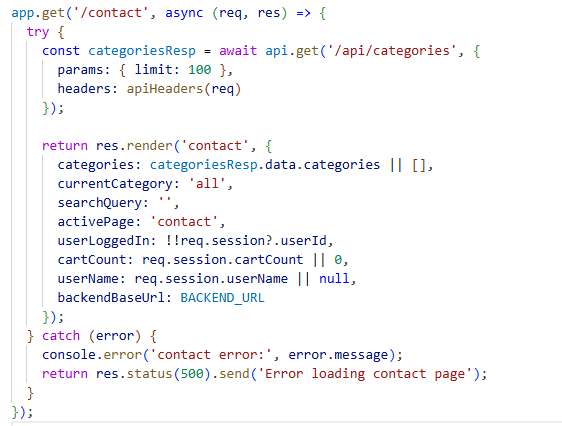 app.get('/contact', async (req, res) => {
  try {
    const categoriesResp = await api.get('/api/categories', {
      params: { limit: 100 },
      headers: apiHeaders(req)
    });

    return res.render('contact', {
      categories: categoriesResp.data.categories || [],
      currentCategory: 'all',
      searchQuery: '',
      activePage: 'contact',
      userLoggedIn: !!req.session?.userId,
      cartCount: req.session.cartCount || 0,
      userName: req.session.userName || null,
      backendBaseUrl: BACKEND_URL
    });
  } catch (error) {
    console.error('contact error:', error.message);
    return res.status(500).send('Error loading contact page');
  }
});